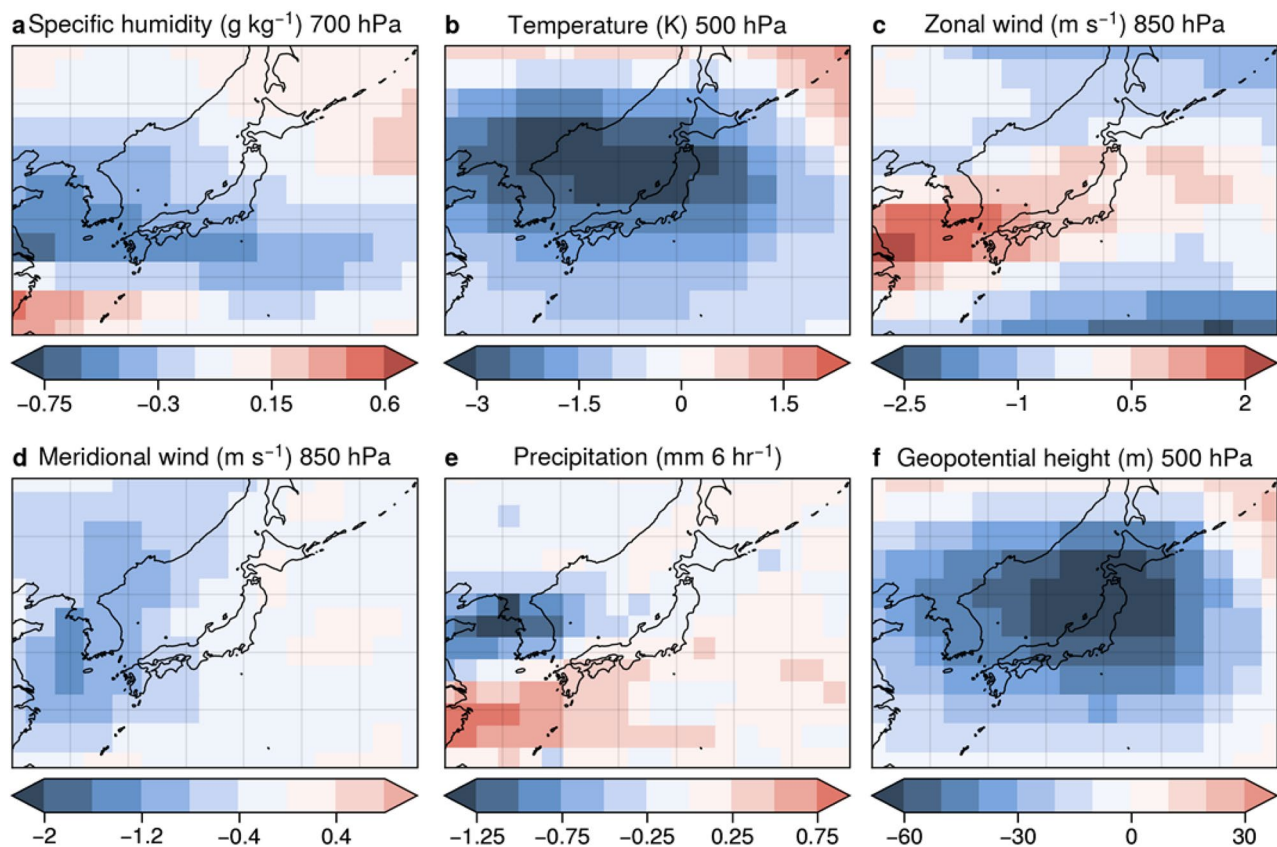 a Specific humidity (g kg⁻¹) 700 hPa
b Temperature (K) 500 hPa
c Zonal wind (m s⁻¹) 850 hPa
−0.75 −0.3 0.15 0.6
−3 −1.5 0 1.5
−2.5 −1 0.5 2
d Meridional wind (m s⁻¹) 850 hPa
e Precipitation (mm 6 hr⁻¹)
f Geopotential height (m) 500 hPa
−2 −1.2 −0.4 0.4
−1.25 −0.75 −0.25 0.25 0.75
−60 −30 0 30